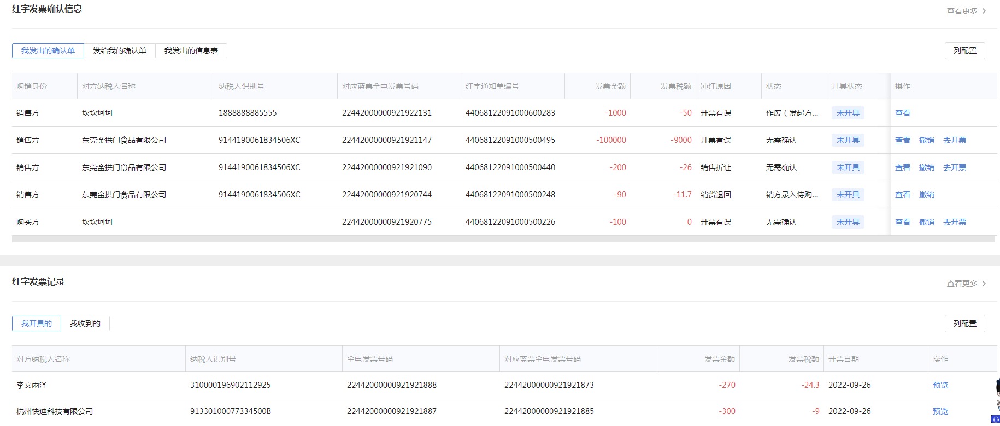 红字发票确认信息 查看更多
我发出的确认单 发给我的确认单 我发出的信息表 列配置
购销身份 对方纳税人名称 纳税人识别号 对应蓝票全电发票号码 红字通知单编号 发票金额 发票税额 冲红原因 状态 开具状态 操作
销售方 坎坎坷坷 1888888885555 22442000000921922131 44068122091000600283 -1000 -50 开票有误 作废（发起方... 未开具 查看
销售方 东莞金拱门食品有限公司 9144190061834506XC 22442000000921921147 44068122091000500495 -100000 -9000 开票有误 无需确认 未开具 查看 撤销 去开票
销售方 东莞金拱门食品有限公司 9144190061834506XC 22442000000921921090 44068122091000500440 -200 -26 销售折让 无需确认 未开具 查看 撤销 去开票
销售方 东莞金拱门食品有限公司 9144190061834506XC 22442000000921920744 44068122091000500248 -90 -11.7 销货退回 销方录入待购... 未开具 查看 撤销
购买方 坎坎坷坷 22442000000921920775 44068122091000500226 -100 0 开票有误 无需确认 未开具 查看 撤销 去开票
红字发票记录 查看更多
我开具的 我收到的 列配置
对方纳税人名称 纳税人识别号 全电发票号码 对应蓝票全电发票号码 发票金额 发票税额 开票日期 操作
李文雨泽 310000196902112925 22442000000921921888 22442000000921921873 -270 -24.3 2022-09-26 预览
杭州快迪科技有限公司 91330100077334500B 22442000000921921887 22442000000921921885 -300 -9 2022-09-26 预览